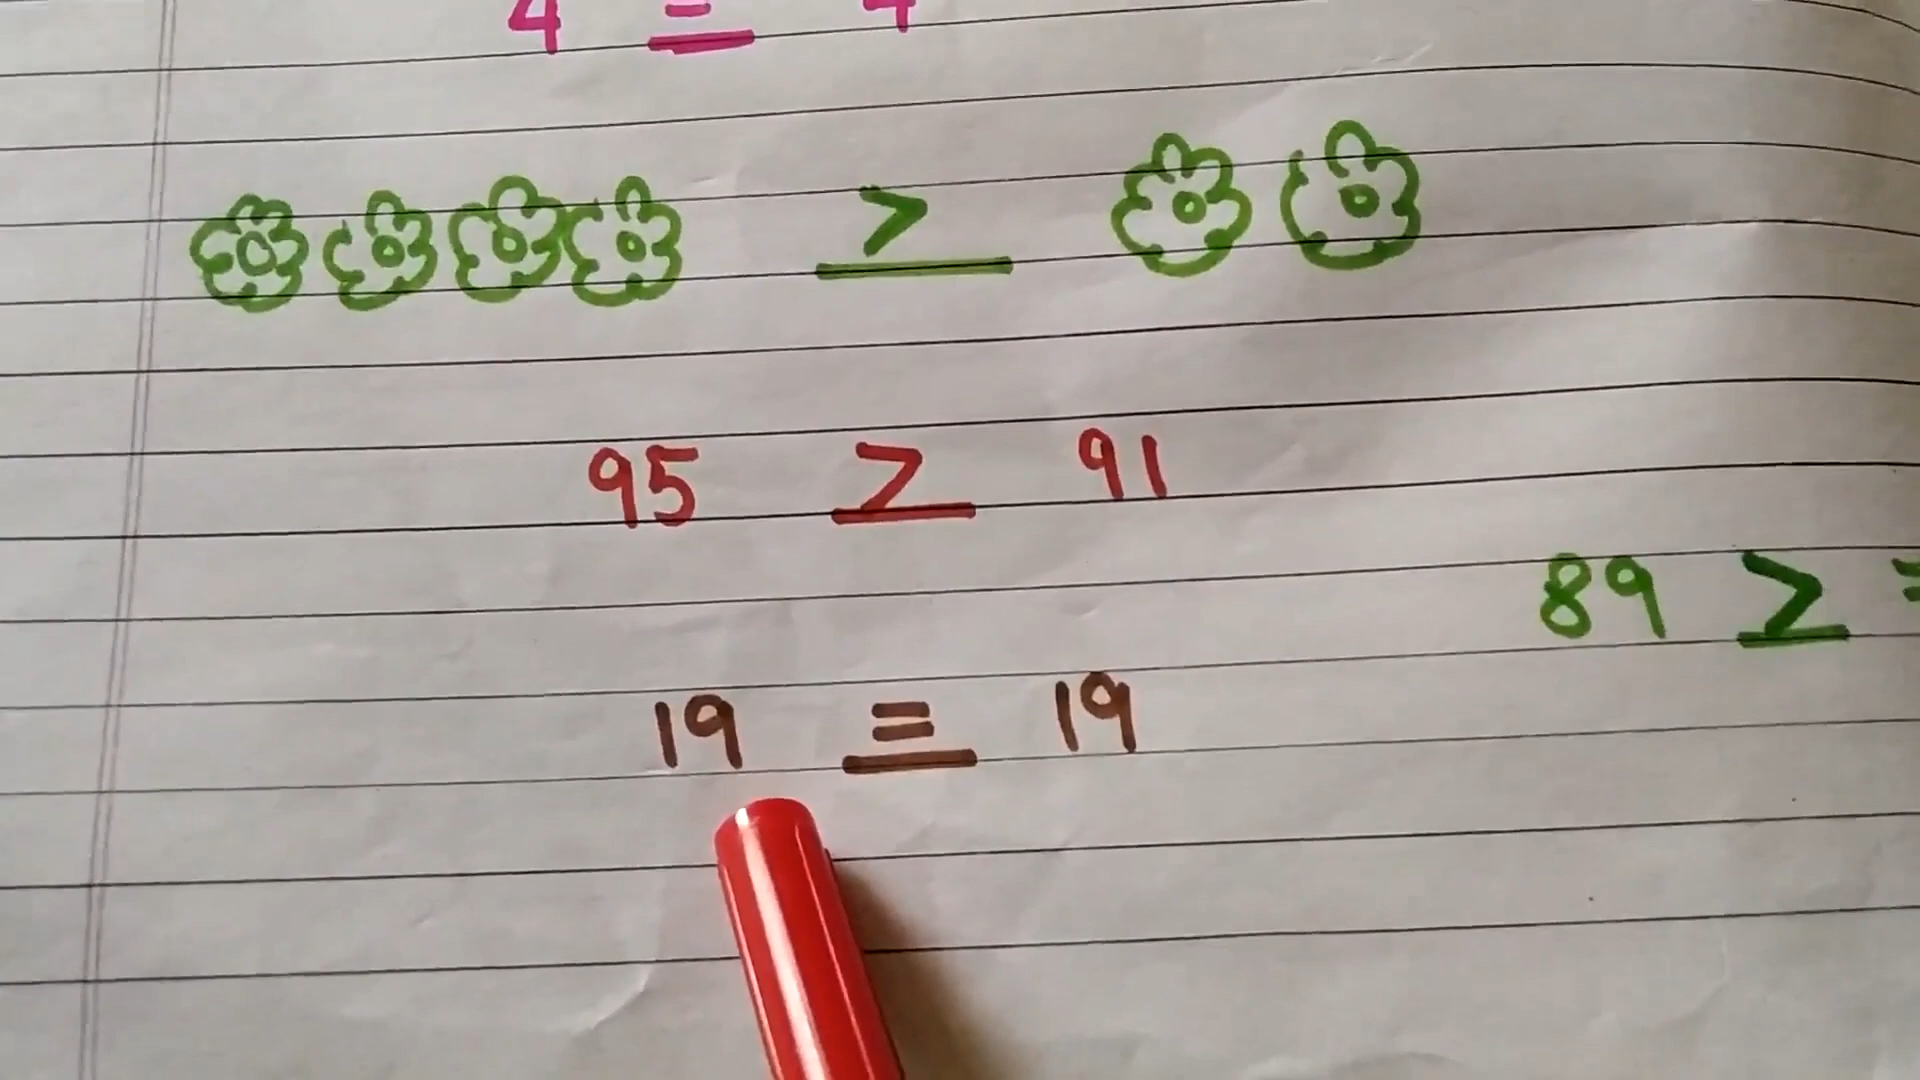 4 = 4
>
95 > 91
89 >
19 = 19